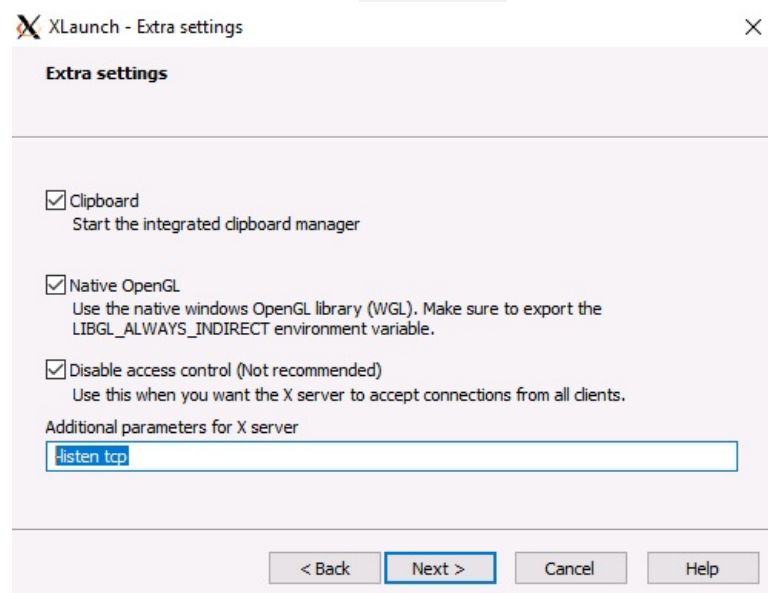 XLaunch - Extra settings
Extra settings
Clipboard
Start the integrated clipboard manager
Native OpenGL
Use the native windows OpenGL library (WGL). Make sure to export the
LIBGL_ALWAYS_INDIRECT environment variable.
Disable access control (Not recommended)
Use this when you want the X server to accept connections from all clients.
Additional parameters for X server
-listen tcp
< Back Next > Cancel Help